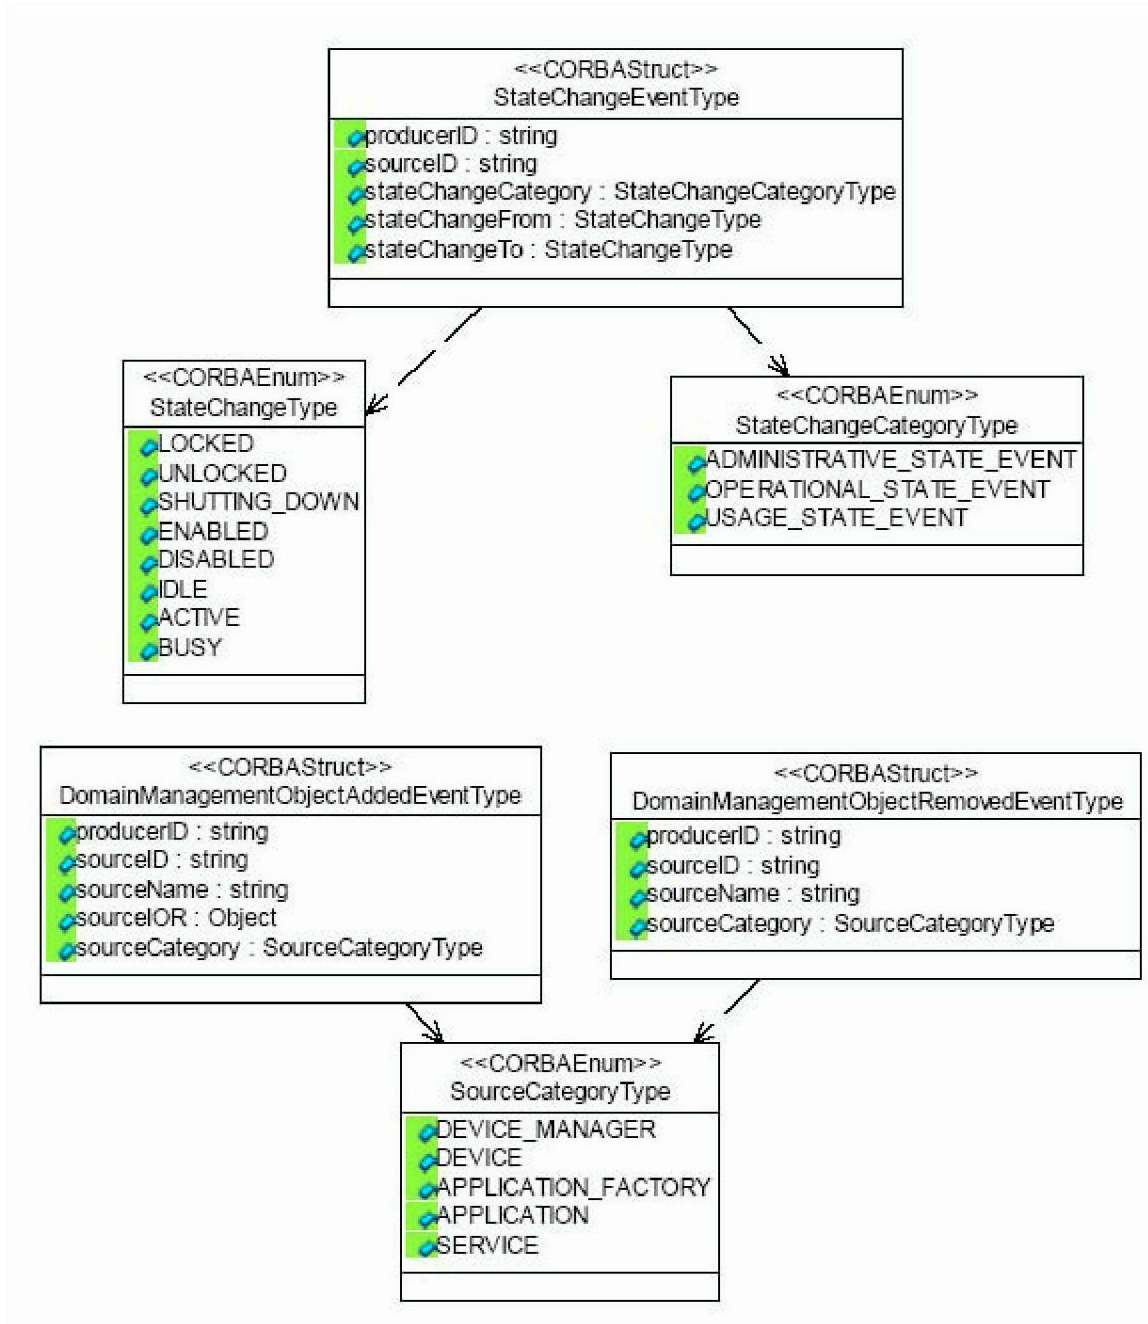 <<CORBAStruct>>
StateChangeEventType
producerID : string
sourceID : string
stateChangeCategory : StateChangeCategoryType
stateChangeFrom : StateChangeType
stateChangeTo : StateChangeType
<<CORBAEnum>>
StateChangeType
LOCKED
UNLOCKED
SHUTTING_DOWN
ENABLED
DISABLED
IDLE
ACTIVE
BUSY
<<CORBAEnum>>
StateChangeCategoryType
ADMINISTRATIVE_STATE_EVENT
OPERATIONAL_STATE_EVENT
USAGE_STATE_EVENT
<<CORBAStruct>>
DomainManagementObjectAddedEventType
producerID : string
sourceID : string
sourceName : string
sourceIOR : Object
sourceCategory : SourceCategoryType
<<CORBAStruct>>
DomainManagementObjectRemovedEventType
producerID : string
sourceID : string
sourceName : string
sourceCategory : SourceCategoryType
<<CORBAEnum>>
SourceCategoryType
DEVICE_MANAGER
DEVICE
APPLICATION_FACTORY
APPLICATION
SERVICE